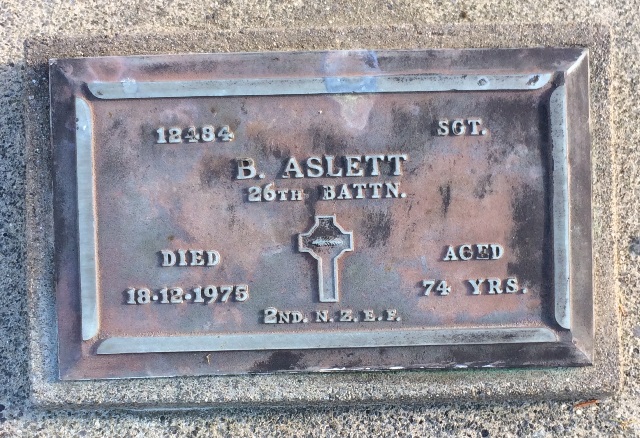 12484 SGT.
B. ASLETT
26TH BATTN.
DIED AGED
18·12·1975 74 YRS.
2ND. N. Z. E. F.